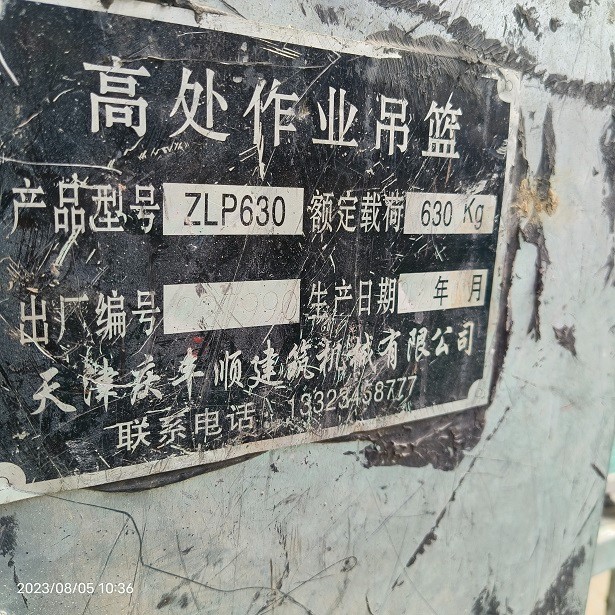 高处作业吊篮
产品型号 ZLP630 额定载荷 630 Kg
出厂编号 生产日期 年 月
天津庆丰顺建筑机械有限公司
联系电话 13323458777
2023/08/05 10:36